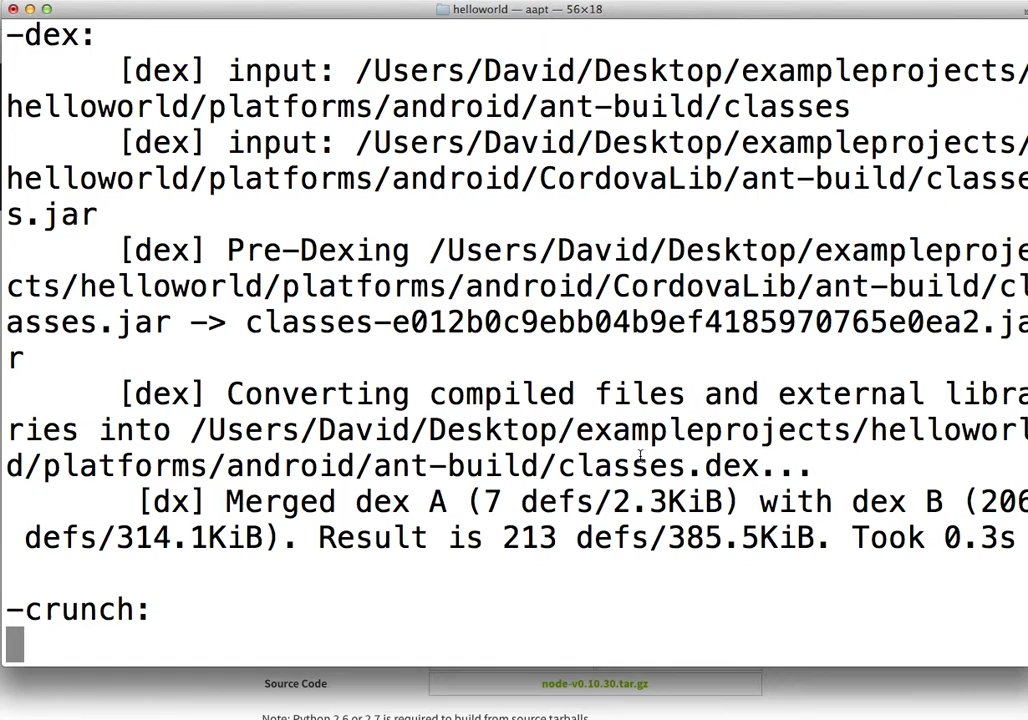 helloworld — aapt — 56×18
-dex:
[dex] input: /Users/David/Desktop/exampleprojects/
helloworld/platforms/android/ant-build/classes
[dex] input: /Users/David/Desktop/exampleprojects/
helloworld/platforms/android/CordovaLib/ant-build/classe
s.jar
[dex] Pre-Dexing /Users/David/Desktop/exampleproje
cts/helloworld/platforms/android/CordovaLib/ant-build/cl
asses.jar -> classes-e012b0c9ebb04b9ef4185970765e0ea2.ja
r
[dex] Converting compiled files and external libra
ries into /Users/David/Desktop/exampleprojects/helloworl
d/platforms/android/ant-build/classes.dex...
[dx] Merged dex A (7 defs/2.3KiB) with dex B (206
defs/314.1KiB). Result is 213 defs/385.5KiB. Took 0.3s
-crunch:
Source Code
node-v0.10.30.tar.gz
Note: Python 2.6 or 2.7 is required to build from source tarballs.